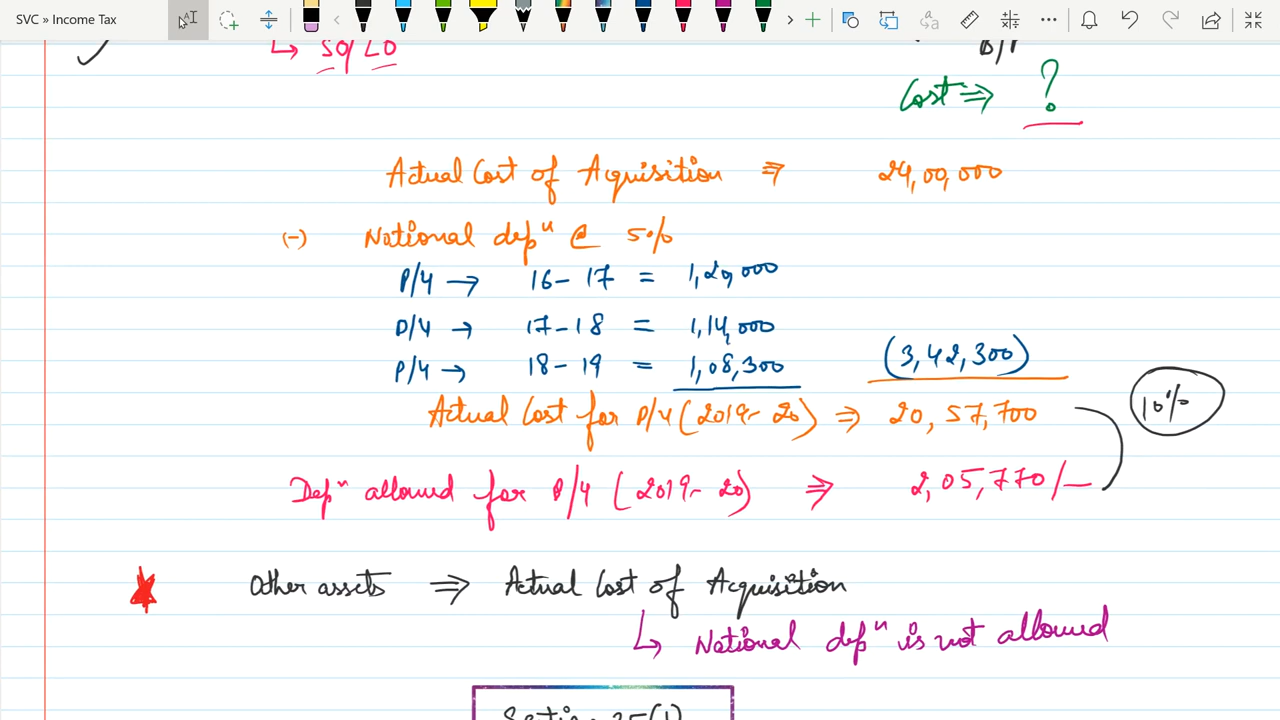 SVC » Income Tax
↳ SO/LO
B/P
Cost ⇒ ?
Actual Cost of Acquisition ⇒ 24,00,000
(-) Notional depⁿ @ 5%
P/Y → 16-17 = 1,20,000
P/Y → 17-18 = 1,14,000
P/Y → 18-19 = 1,08,300 (3,42,300)
Actual Cost for P/Y (2019-20) ⇒ 20,57,700
10%
Depⁿ allowed for P/Y (2019-20) ⇒ 2,05,770/-
Other assets ⇒ Actual Cost of Acquisition
↳ Notional depⁿ is not allowed